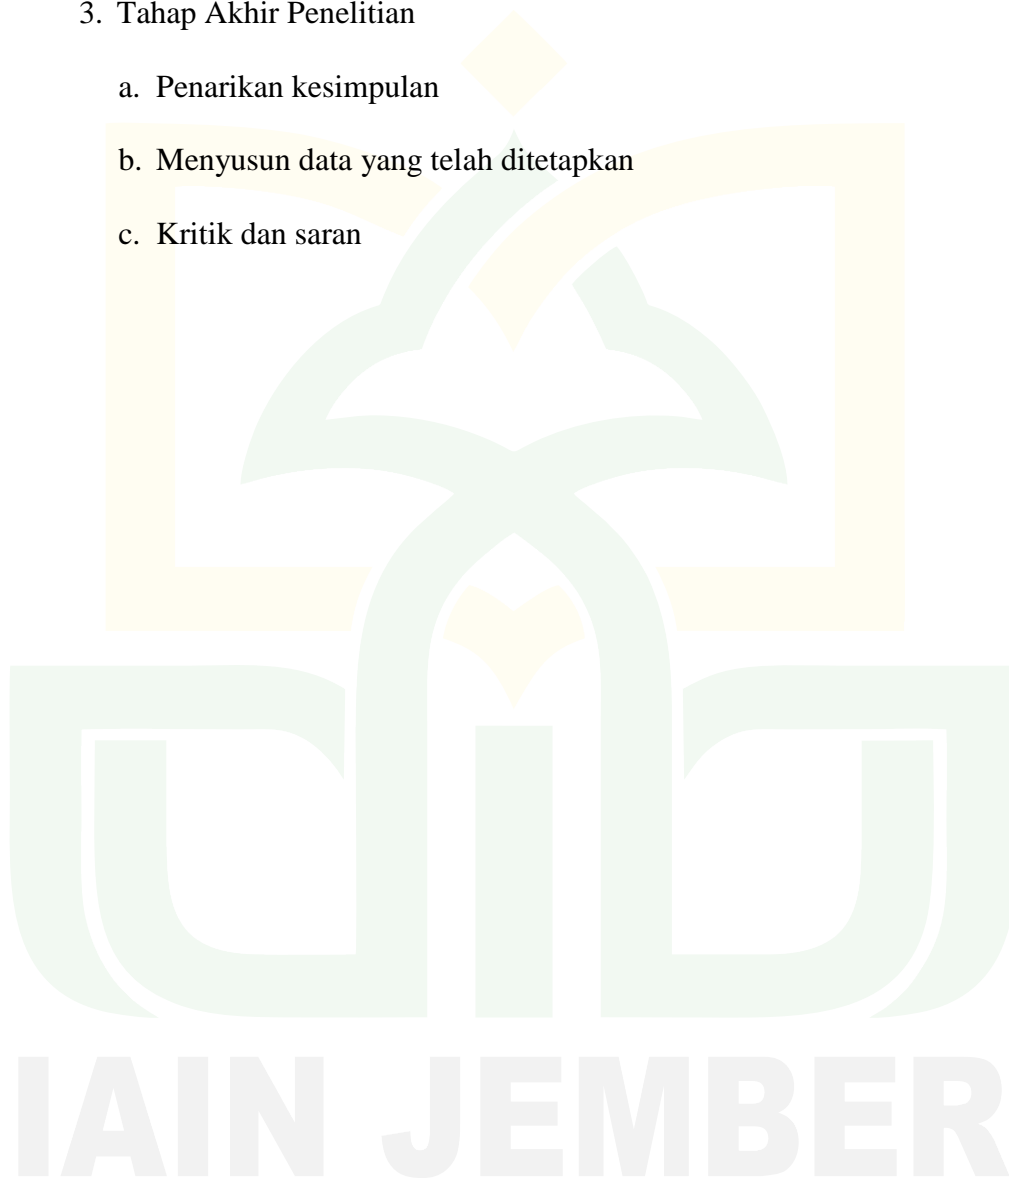 3. Tahap Akhir Penelitian
a. Penarikan kesimpulan
b. Menyusun data yang telah ditetapkan
c. Kritik dan saran
IAIN JEMBER